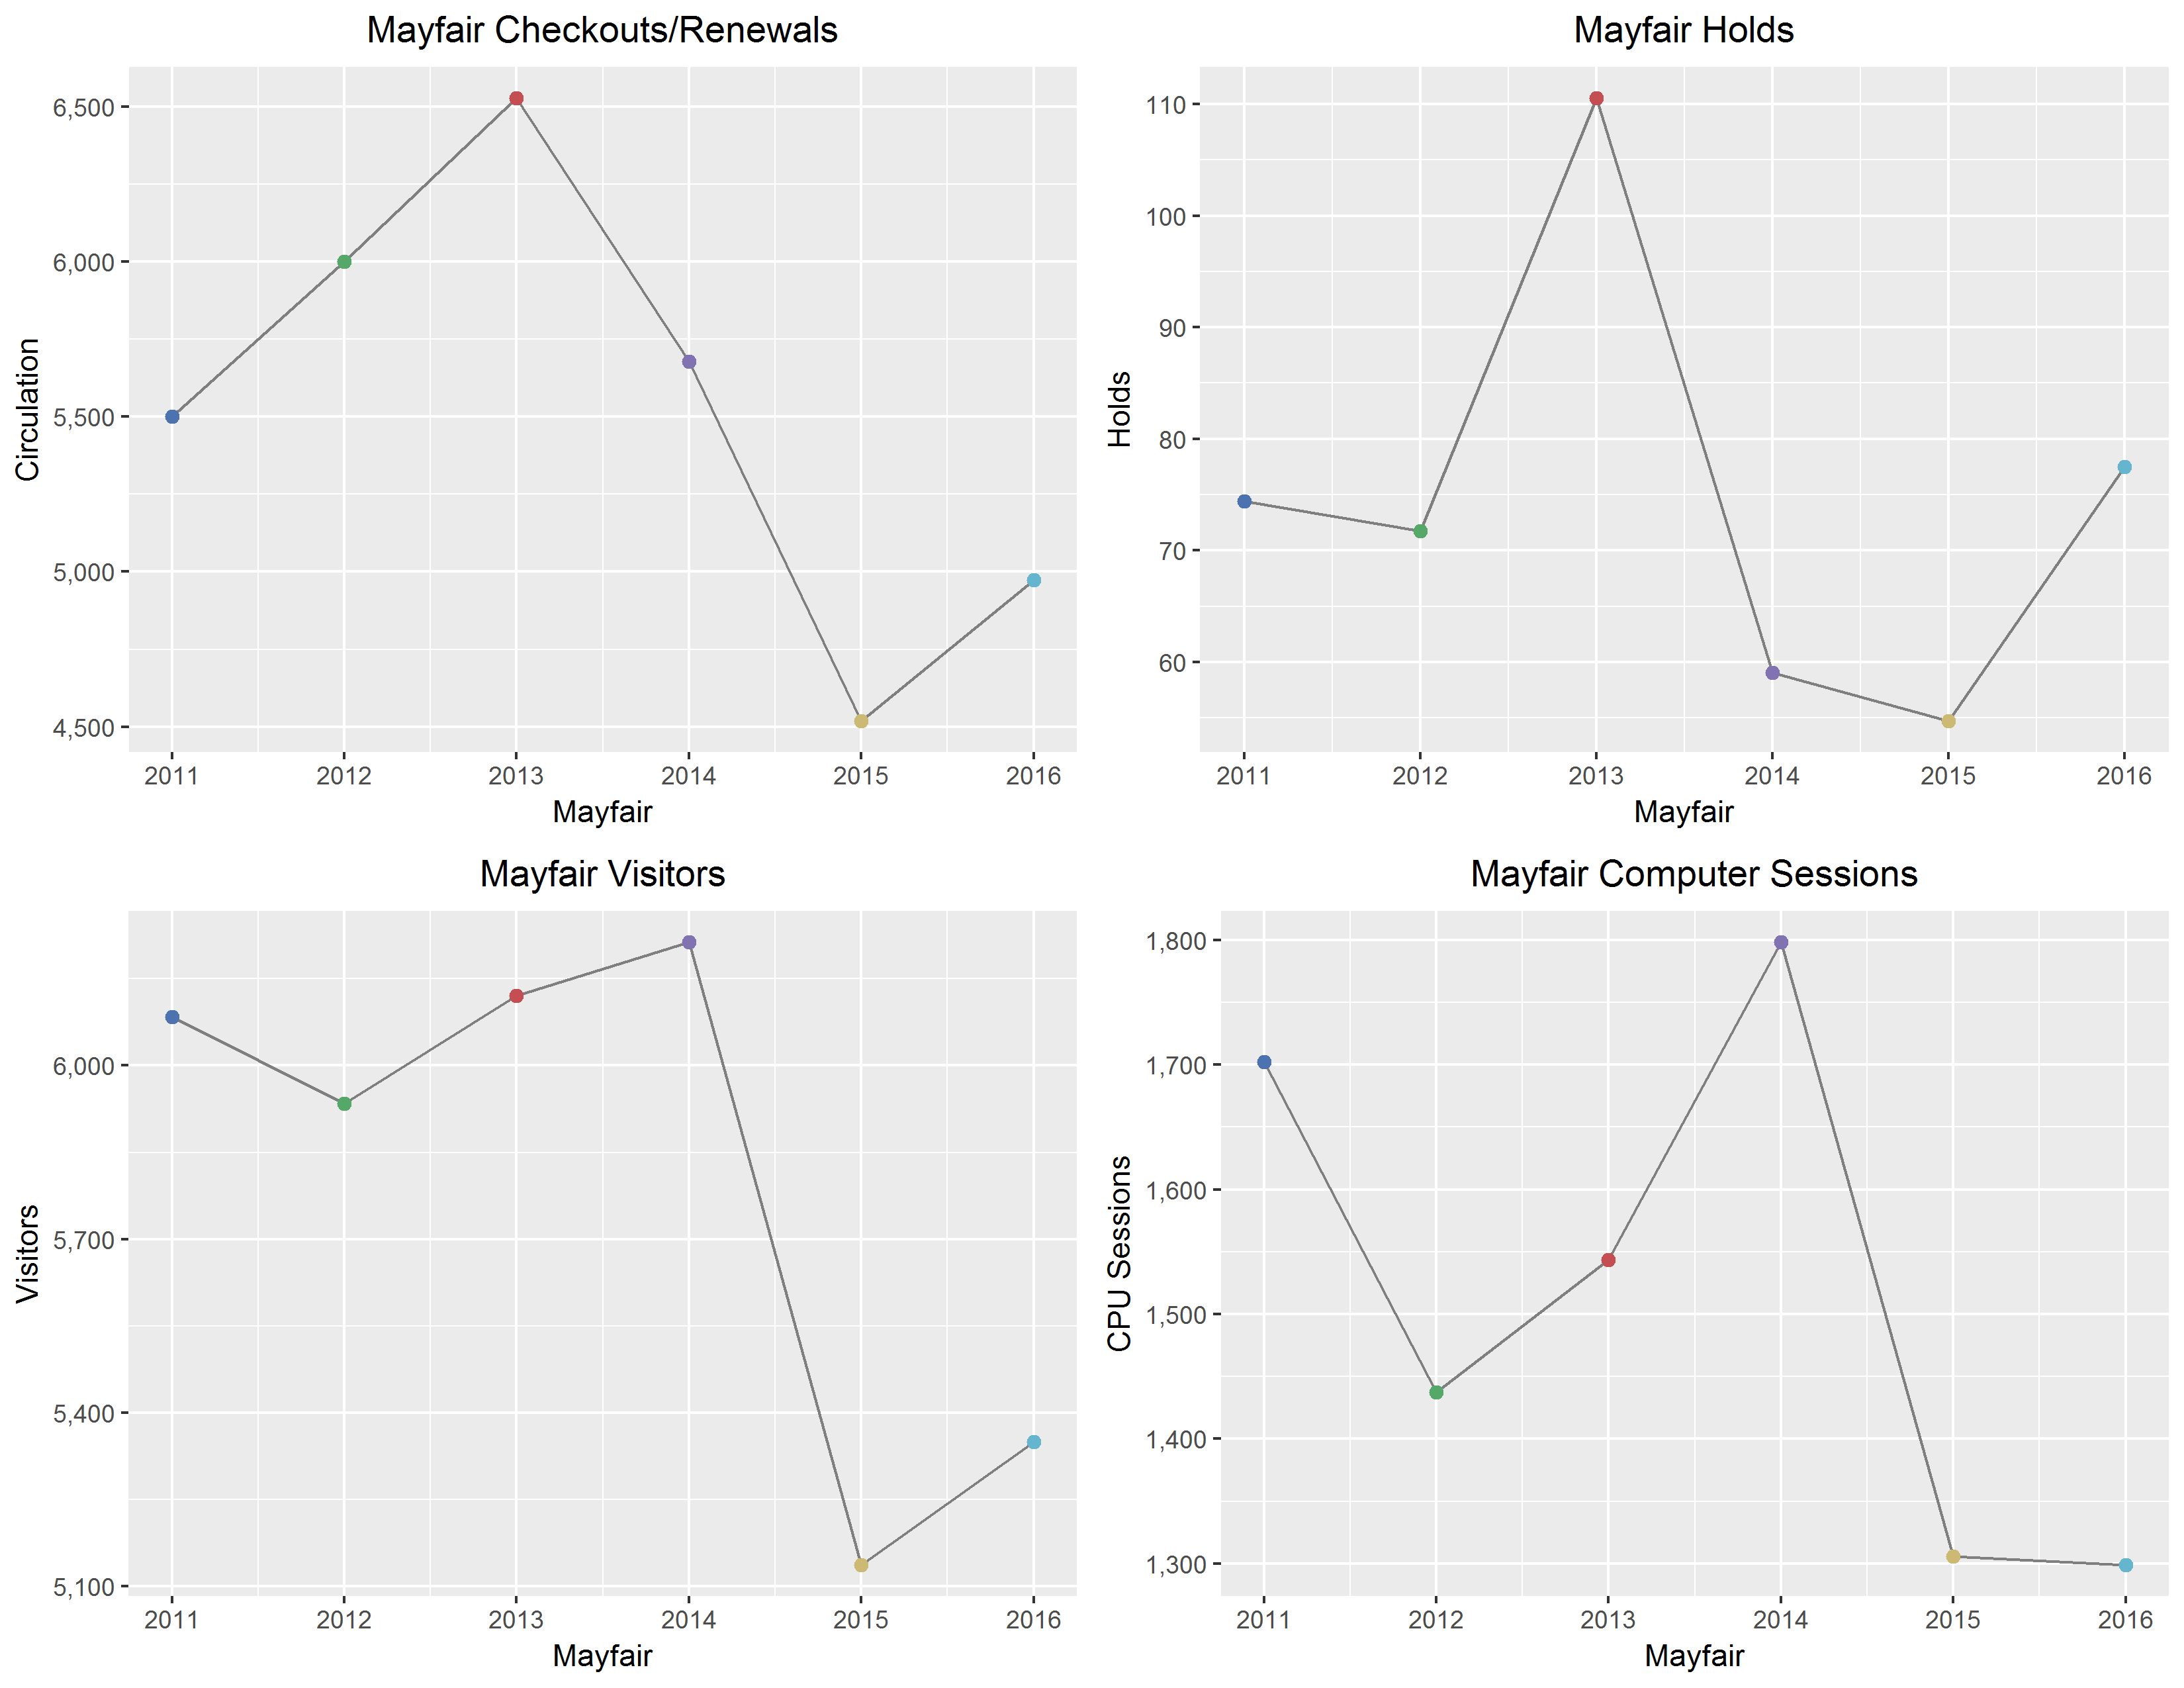 Mayfair Checkouts/Renewals
6,500
6,000
5,500
5,000
4,500
Circulation
2011 2012 2013 2014 2015 2016
Mayfair
Mayfair Holds
110
100
90
80
70
60
Holds
2011 2012 2013 2014 2015 2016
Mayfair
Mayfair Visitors
6,000
5,700
5,400
5,100
Visitors
2011 2012 2013 2014 2015 2016
Mayfair
Mayfair Computer Sessions
1,800
1,700
1,600
1,500
1,400
1,300
CPU Sessions
2011 2012 2013 2014 2015 2016
Mayfair